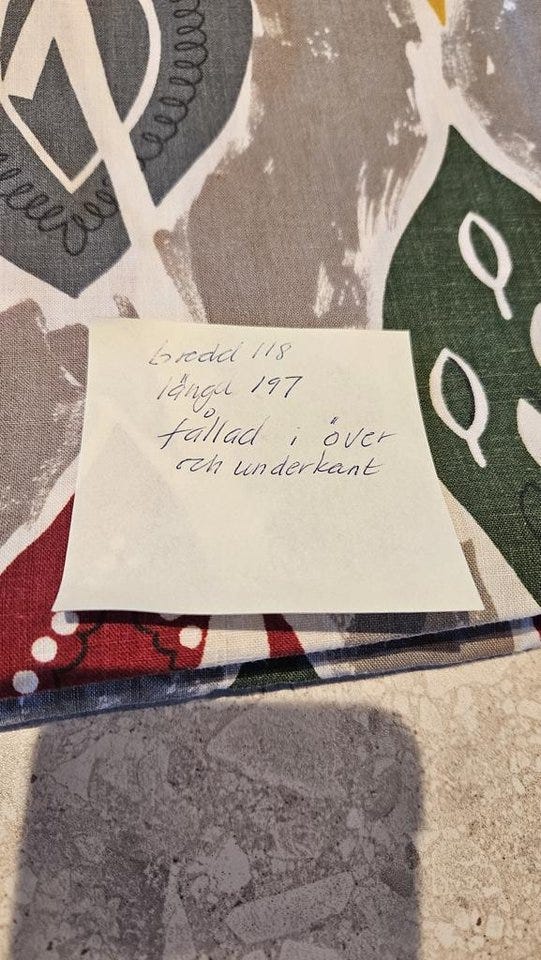 bredd 118
längd 197
fållad i över
och underkant